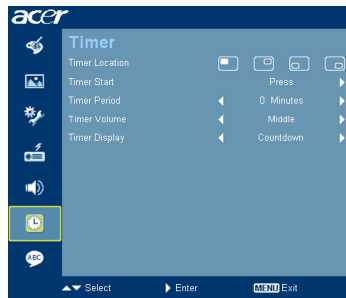 acer
Timer
Timer Location
Timer Start Press
Timer Period 0 Minutes
Timer Volume Middle
Timer Display Countdown
ABC
Select Enter MENU Exit